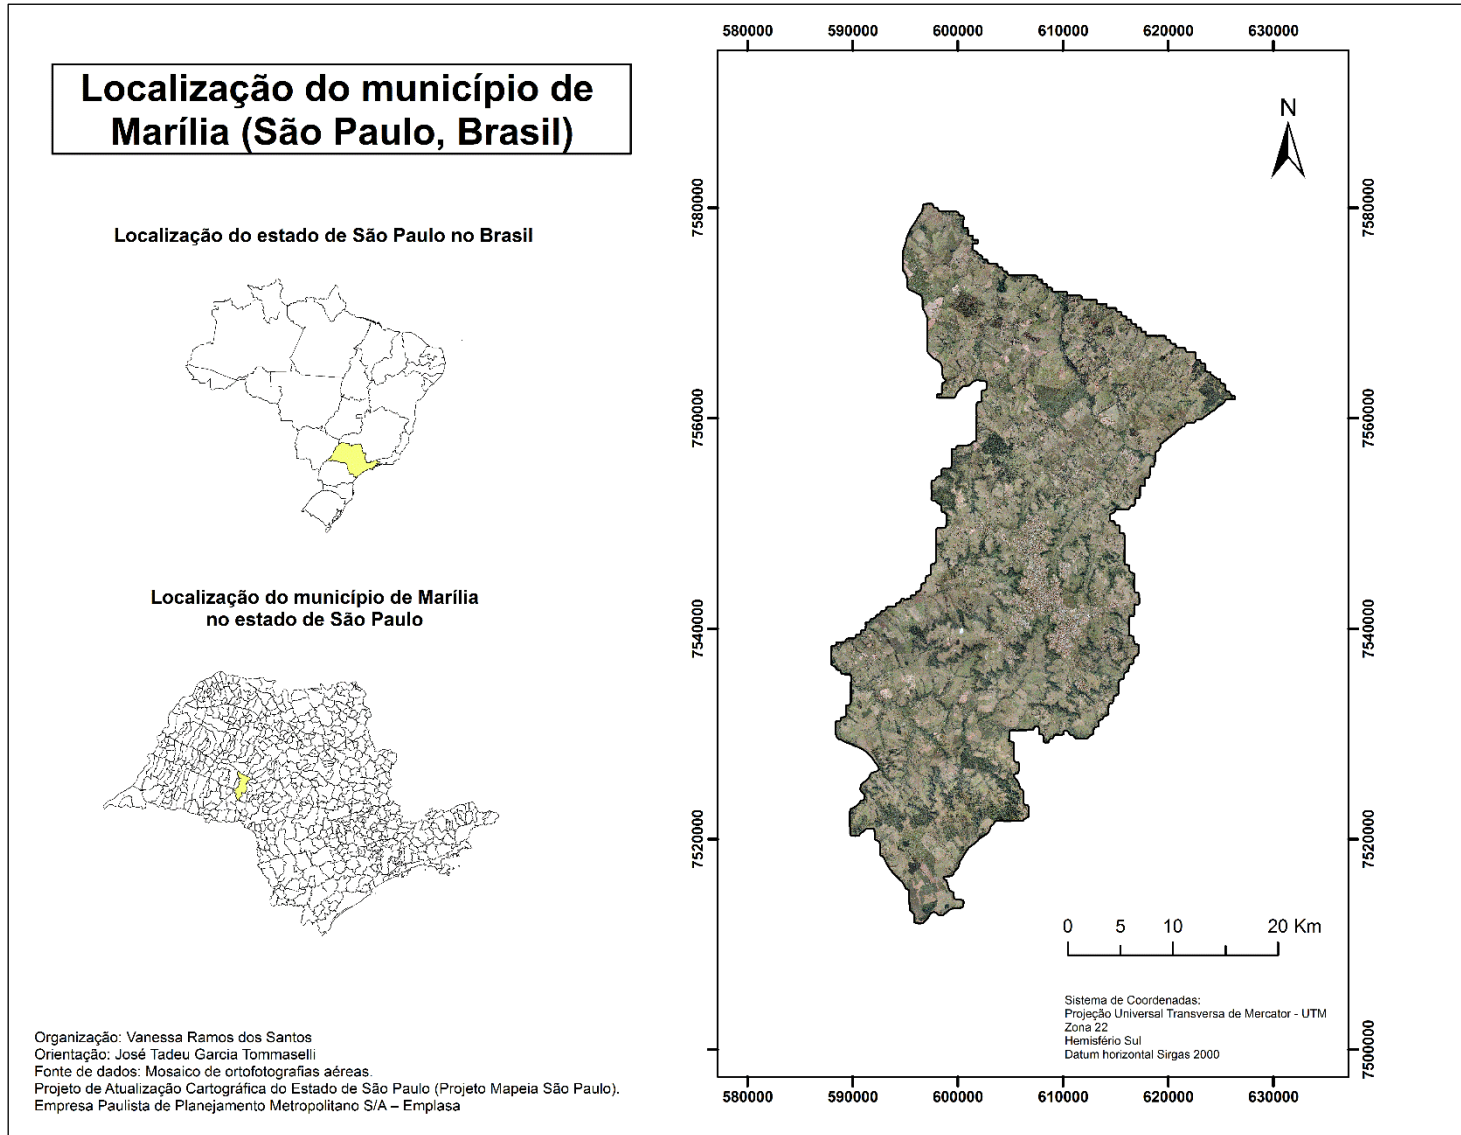 Localização do município de
Marília (São Paulo, Brasil)
Localização do estado de São Paulo no Brasil
Localização do município de Marília
no estado de São Paulo
Organização: Vanessa Ramos dos Santos
Orientação: José Tadeu Garcia Tommaselli
Fonte de dados: Mosaico de ortofotografias aéreas.
Projeto de Atualização Cartográfica do Estado de São Paulo (Projeto Mapeia São Paulo).
Empresa Paulista de Planejamento Metropolitano S/A – Emplasa
580000 590000 600000 610000 620000 630000
N
7580000
7560000
7540000
7520000
7500000
7580000
7560000
7540000
7520000
0 5 10 20 Km
Sistema de Coordenadas:
Projeção Universal Transversa de Mercator - UTM
Zona 22
Hemisfério Sul
Datum horizontal Sirgas 2000
580000 590000 600000 610000 620000 630000